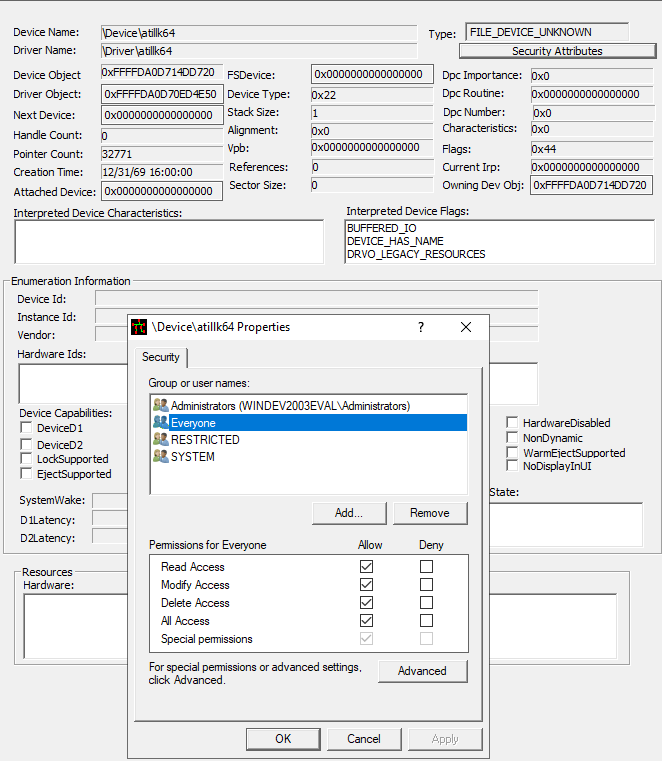 Device Name: \Device\atillk64 Type: FILE_DEVICE_UNKNOWN
Driver Name: \Driver\atillk64 Security Attributes
Device Object 0xFFFFDA0D714DD720 FSDevice: 0x0000000000000000 Dpc Importance: 0x0
Driver Object: 0xFFFFDA0D70ED4E50 Device Type: 0x22 Dpc Routine: 0x0000000000000000
Next Device: 0x0000000000000000 Stack Size: 1 Dpc Number: 0x0
Handle Count: 0 Alignment: 0x0 Characteristics: 0x0
Pointer Count: 32771 Vpb: 0x0000000000000000 Flags: 0x44
Creation Time: 12/31/69 16:00:00 References: 0 Current Irp: 0x0000000000000000
Attached Device: 0x0000000000000000 Sector Size: 0 Owning Dev Obj: 0xFFFFDA0D714DD720
Interpreted Device Characteristics: Interpreted Device Flags:
BUFFERED_IO
DEVICE_HAS_NAME
DRVO_LEGACY_RESOURCES
Enumeration Information
Device Id:
Instance Id:
Vendor:
Hardware Ids:
Device Capabilities:
DeviceD1
DeviceD2
LockSupported
EjectSupported
HardwareDisabled
NonDynamic
WarmEjectSupported
NoDisplayInUI
SystemWake: State:
D1Latency:
D2Latency:
Resources
Hardware:
\Device\atillk64 Properties ?
Security
Group or user names:
Administrators (WINDEV2003EVAL\Administrators)
Everyone
RESTRICTED
SYSTEM
Add... Remove
Permissions for Everyone Allow Deny
Read Access
Modify Access
Delete Access
All Access
Special permissions
For special permissions or advanced settings,
click Advanced.
Advanced
OK Cancel Apply